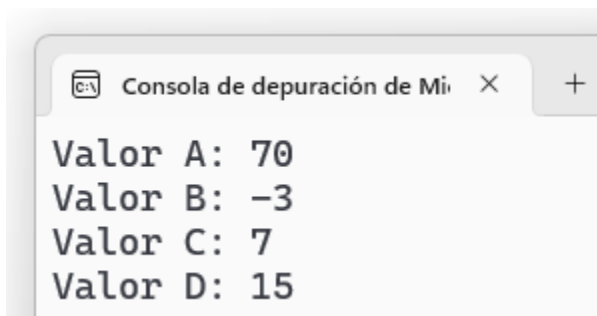 Consola de depuración de Mi
Valor A: 70
Valor B: -3
Valor C: 7
Valor D: 15